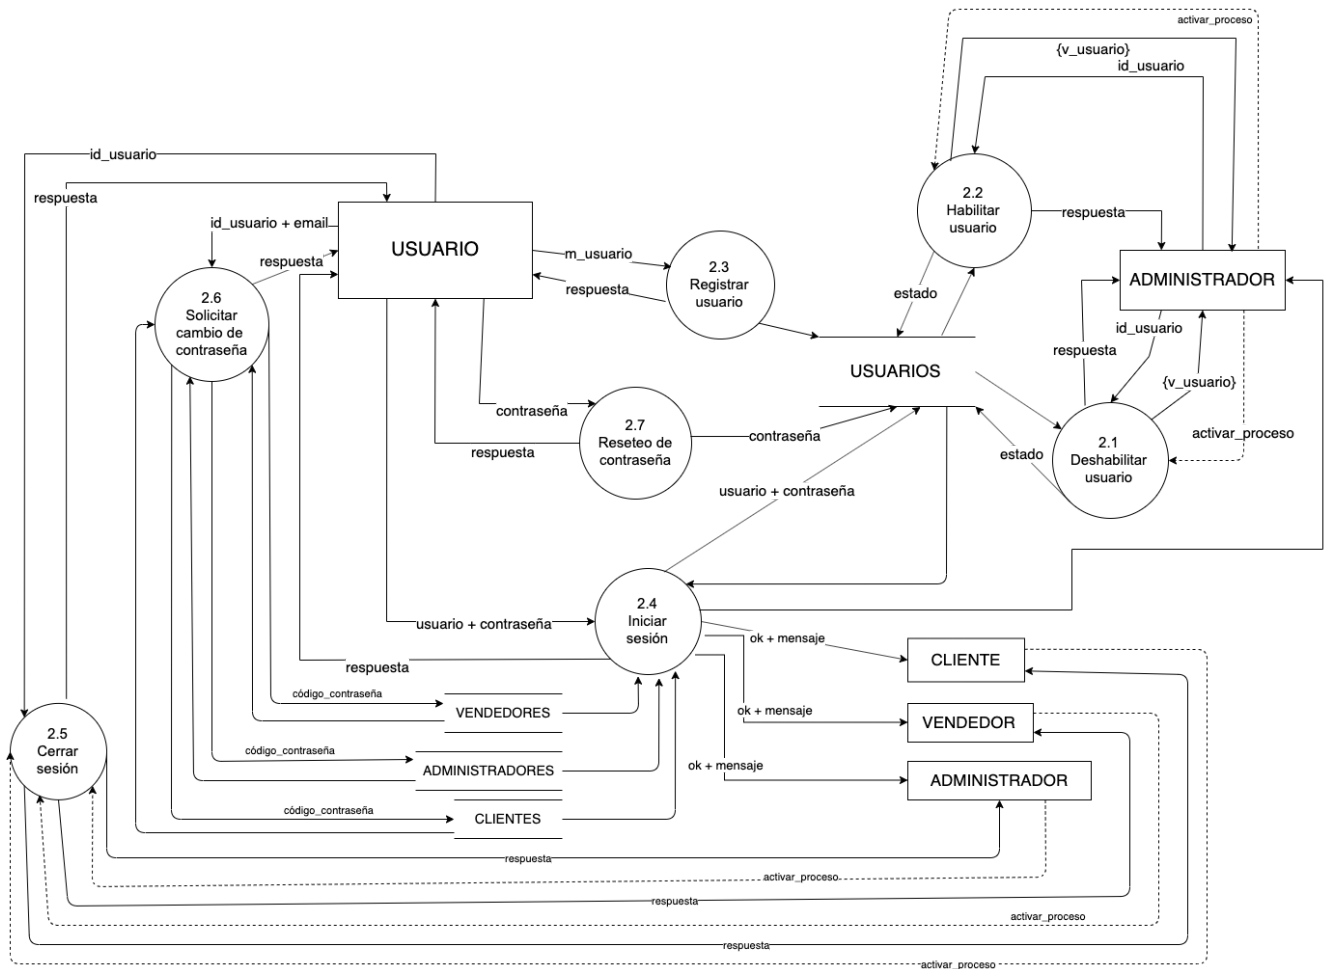 activar_proceso
{v_usuario}
id_usuario
id_usuario
respuesta
2.2
Habilitar
usuario
respuesta
id_usuario + email
USUARIO
m_usuario
respuesta
respuesta
2.3
Registrar
usuario
ADMINISTRADOR
estado
2.6
Solicitar
cambio de
contraseña
id_usuario
respuesta
USUARIOS
{v_usuario}
contraseña
2.7
Reseteo de
contraseña
contraseña
respuesta
estado
2.1
Deshabilitar
usuario
activar_proceso
usuario + contraseña
2.4
Iniciar
sesión
usuario + contraseña
respuesta
ok + mensaje
CLIENTE
código_contraseña
VENDEDORES
ok + mensaje
VENDEDOR
2.5
Cerrar
sesión
código_contraseña
ADMINISTRADORES
ok + mensaje
ADMINISTRADOR
código_contraseña
CLIENTES
respuesta
activar_proceso
respuesta
activar_proceso
respuesta
activar_proceso